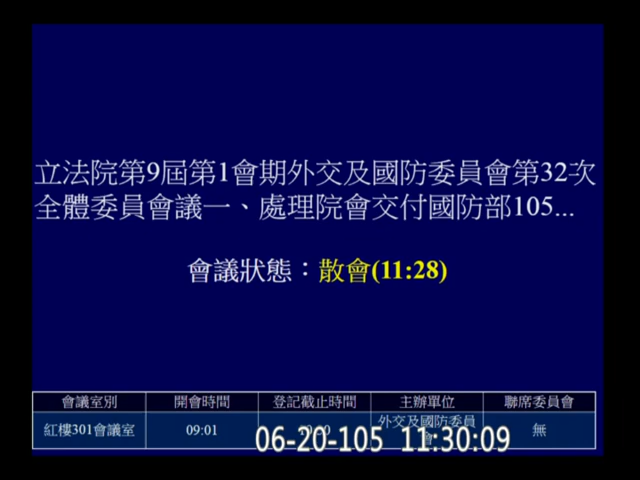 立法院第9屆第1會期外交及國防委員會第32次
全體委員會議一、處理院會交付國防部105...
會議狀態：散會(11:28)
會議室別 開會時間 登記截止時間 主辦單位 聯席委員會
紅樓301會議室 09:01 外交及國防委員 無
06-20-105 11:30:09